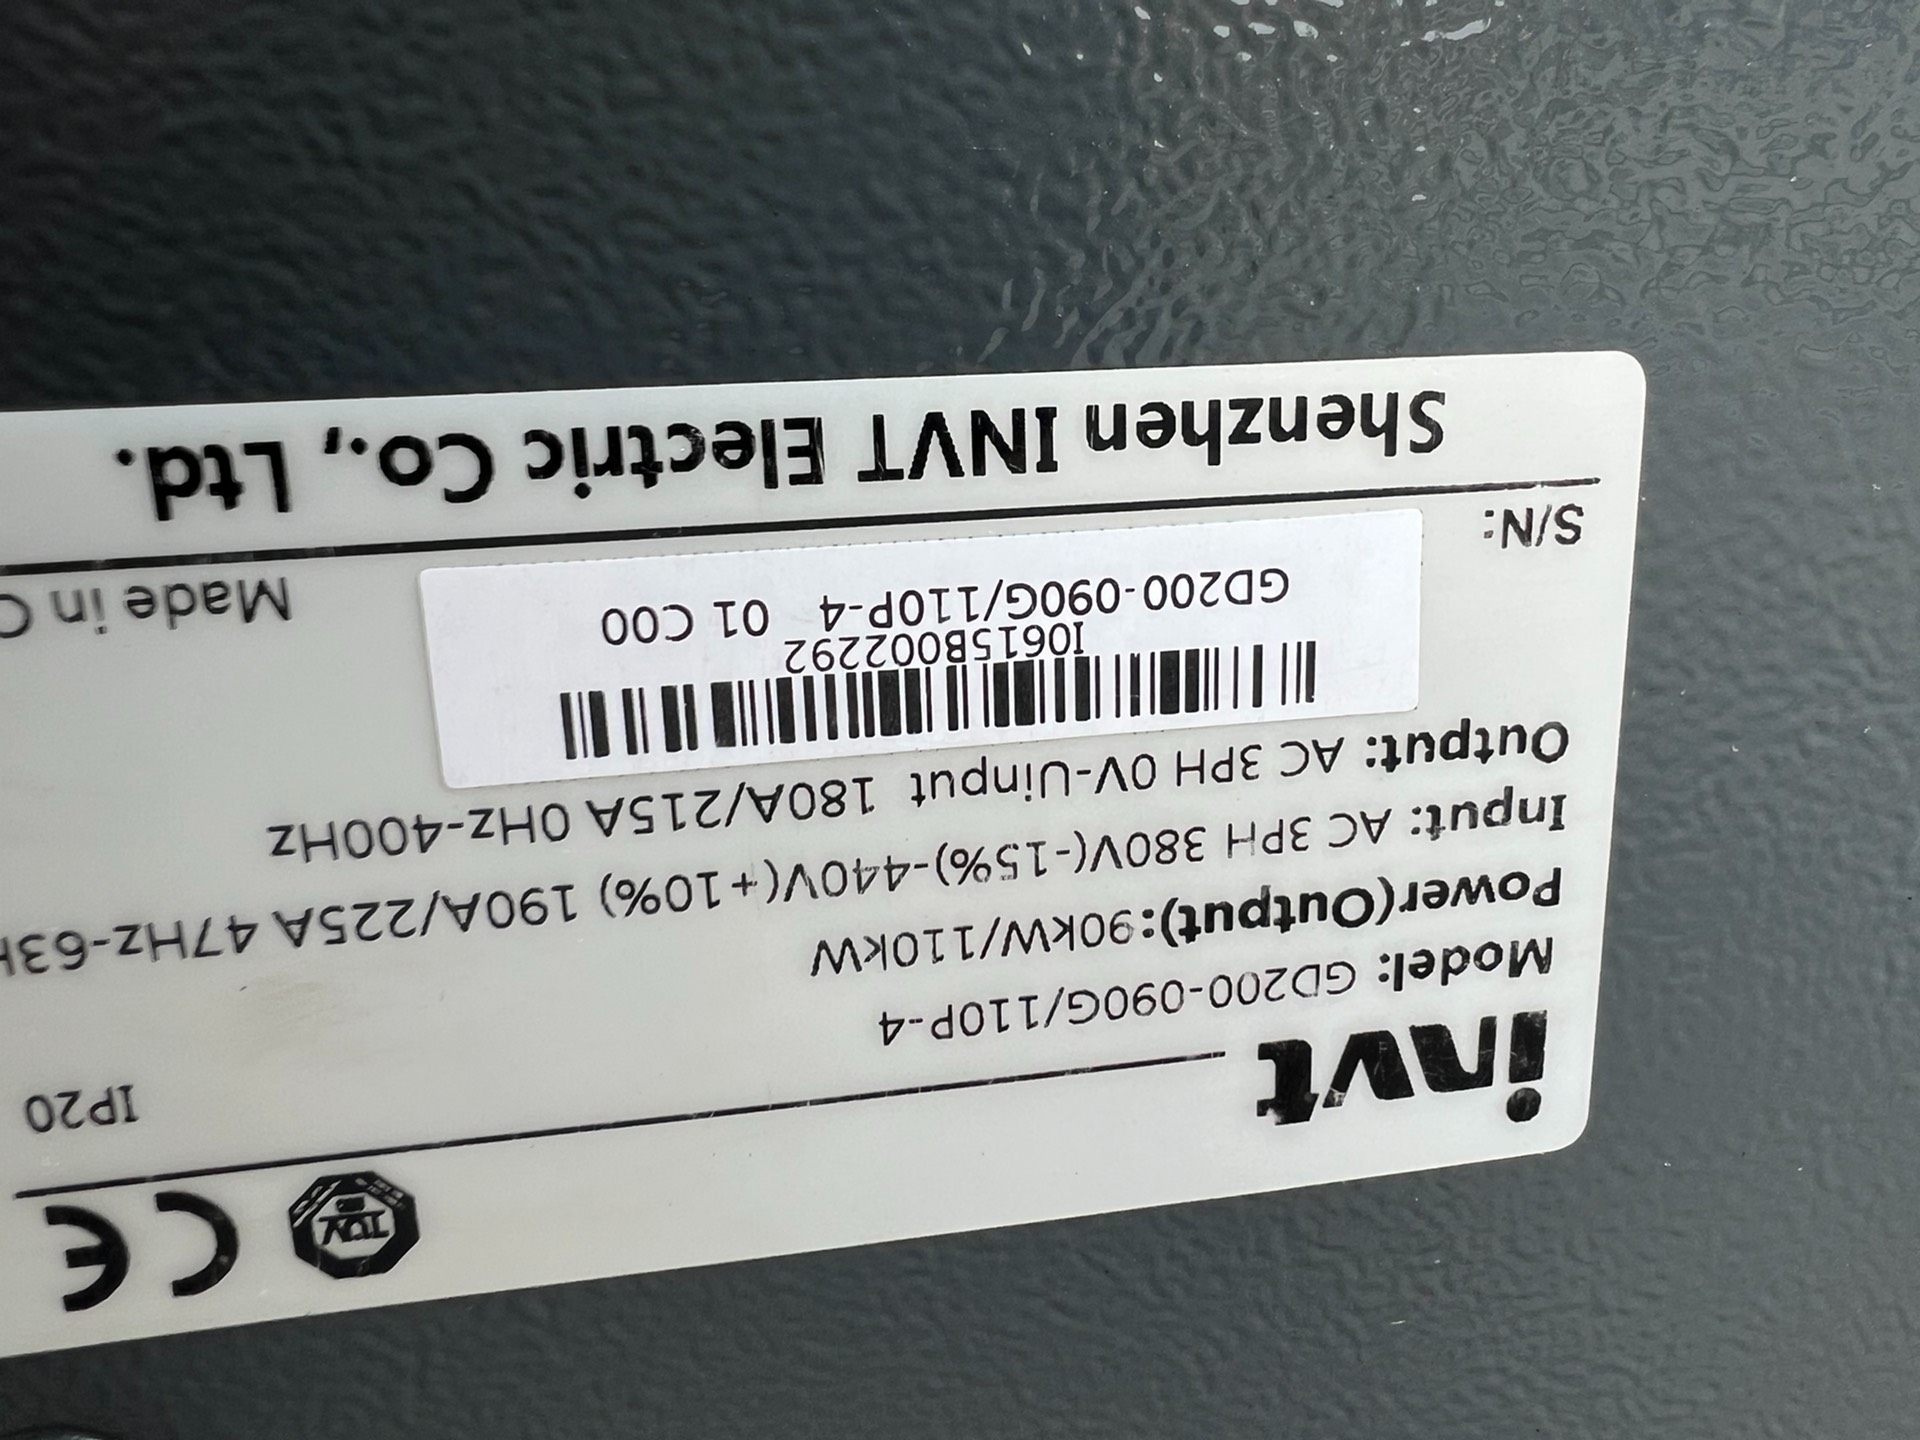 TÜV
CE
invt
IP20
Model: GD200-090G/110P-4
Power(Output):90kW/110kW
Input: AC 3PH 380V(-15%)-440V(+10%) 190A/225A 47Hz-63H
Output: AC 3PH 0V-Uinput 180A/215A 0Hz-400Hz
I0615B002292
GD200-090G/110P-4 01 C00
S/N:
Made in C
Shenzhen INVT Electric Co., Ltd.